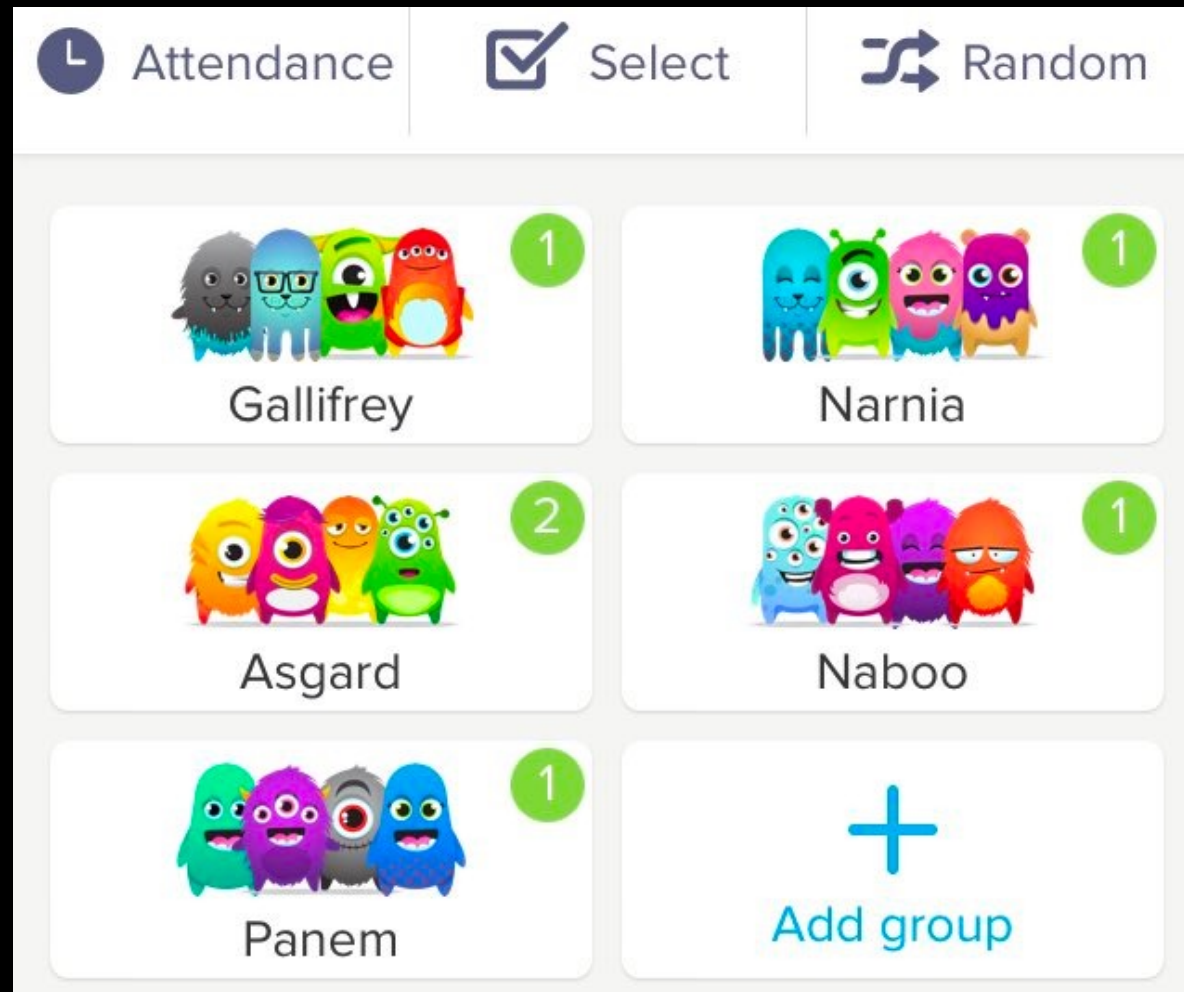 Attendance
Select
Random
1
Gallifrey
1
Narnia
2
Asgard
1
Naboo
1
Panem
Add group